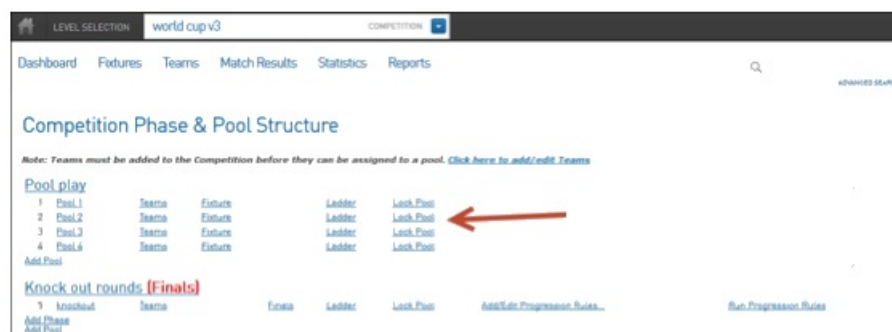 LEVEL SELECTION world cup v3 COMPETITION
Dashboard Fixtures Teams Match Results Statistics Reports
ADVANCED SEAR
Competition Phase & Pool Structure
Note: Teams must be added to the Competition before they can be assigned to a pool. Click here to add/edit Teams
Pool play
1 Pool 1 Teams Fixture Ladder Lock Pool
2 Pool 2 Teams Fixture Ladder Lock Pool
3 Pool 3 Teams Fixture Ladder Lock Pool
4 Pool 4 Teams Fixture Ladder Lock Pool
Add Pool
Knock out rounds (Finals)
1 knockout Teams Finals Ladder Lock Pool Add/Edit Progression Rules... Run Progression Rules
Add Phase
Add Pool